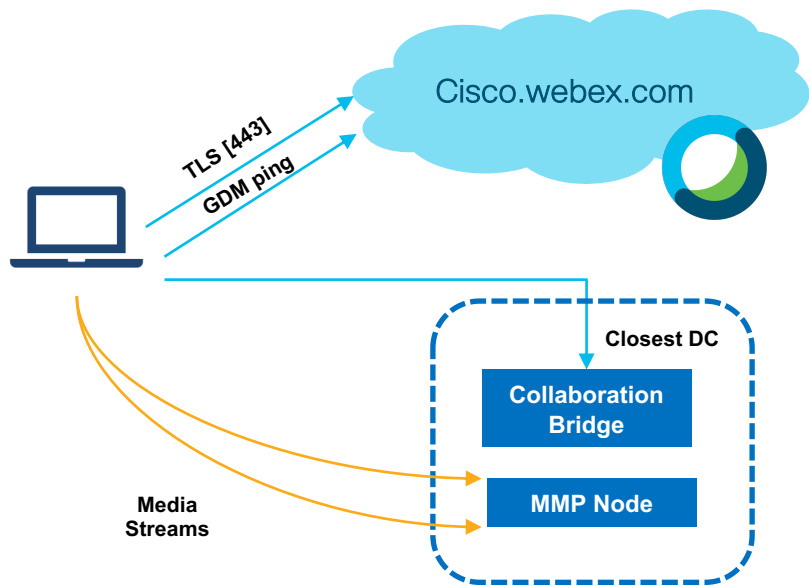 Cisco.webex.com
TLS [443]
GDM ping
Closest DC
Collaboration
Bridge
MMP Node
Media
Streams